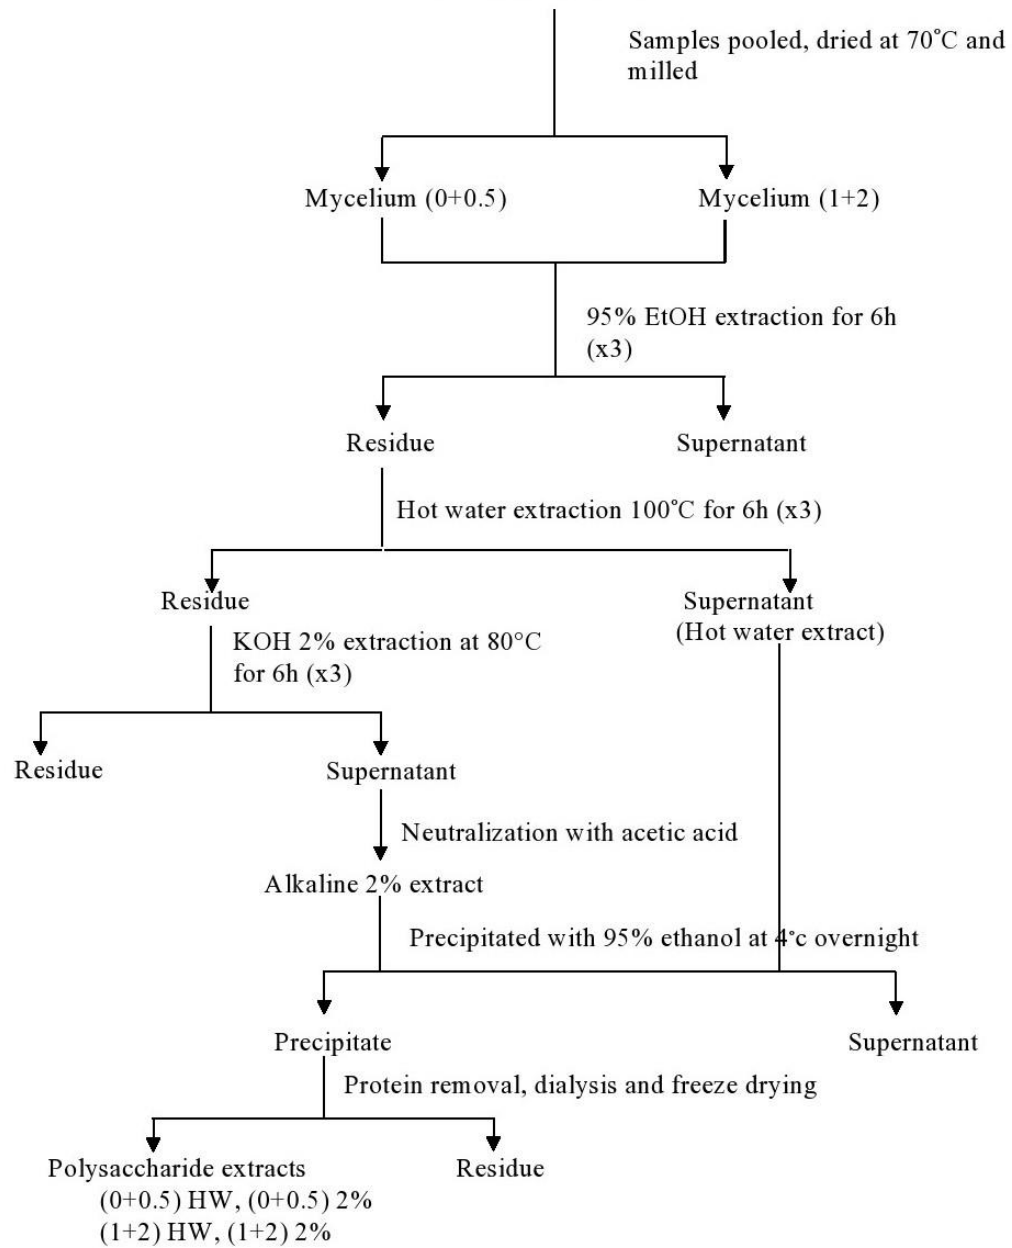 Samples pooled, dried at 70˚C and
milled
Mycelium (0+0.5)
Mycelium (1+2)
95% EtOH extraction for 6h
(x3)
Residue
Supernatant
Hot water extraction 100˚C for 6h (x3)
Residue
Supernatant
(Hot water extract)
KOH 2% extraction at 80°C
for 6h (x3)
Residue
Supernatant
Neutralization with acetic acid
Alkaline 2% extract
Precipitated with 95% ethanol at 4˚c overnight
Precipitate
Supernatant
Protein removal, dialysis and freeze drying
Polysaccharide extracts
Residue
(0+0.5) HW, (0+0.5) 2%
(1+2) HW, (1+2) 2%